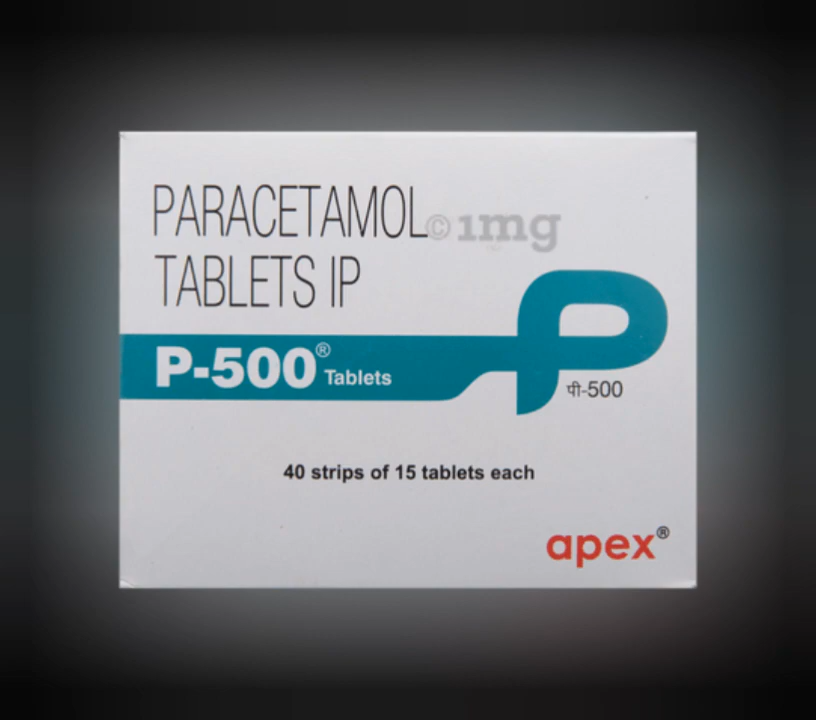 PARACETAMOL
©1mg
TABLETS IP
P-500® Tablets
पी-500
40 strips of 15 tablets each
apex®